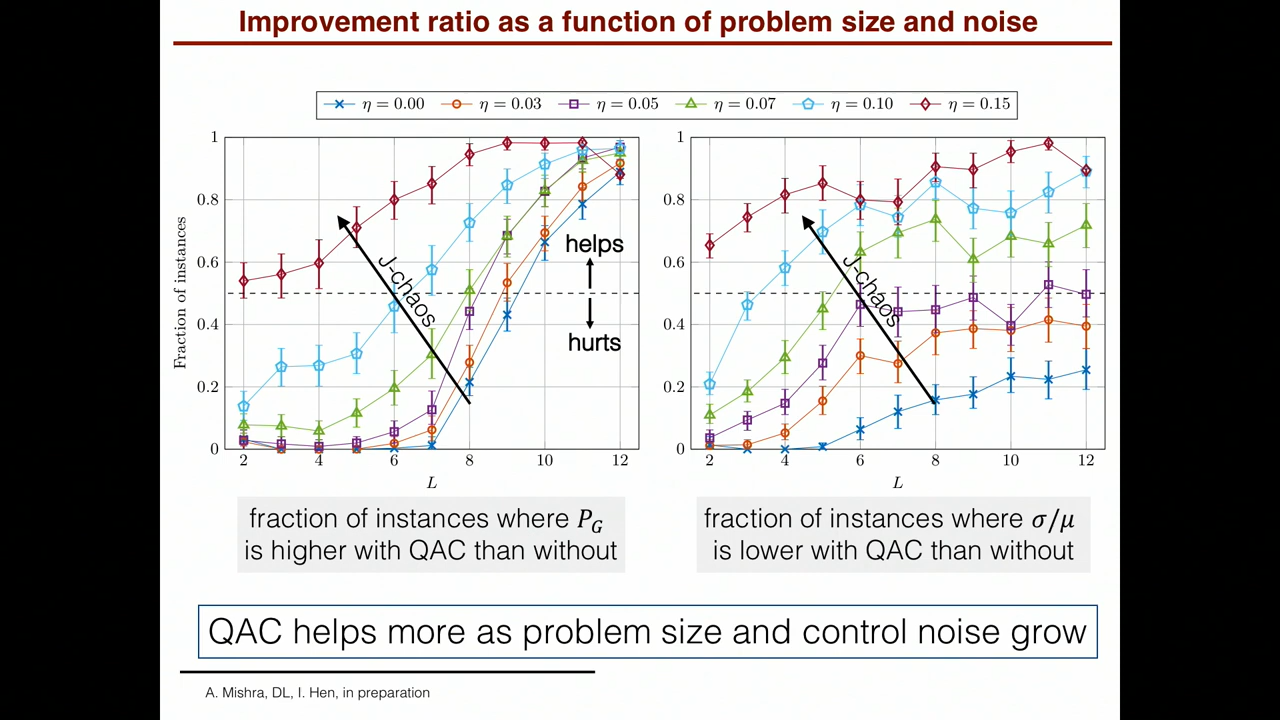 Improvement ratio as a function of problem size and noise
η = 0.00 η = 0.03 η = 0.05 η = 0.07 η = 0.10 η = 0.15
Fraction of instances
1
0.8
0.6
0.4
0.2
0
2 4 6 8 10 12
L
J-chaos
helps
hurts
1
0.8
0.6
0.4
0.2
0
2 4 6 8 10 12
L
J-chaos
fraction of instances where P_G
is higher with QAC than without
fraction of instances where σ/μ
is lower with QAC than without
QAC helps more as problem size and control noise grow
A. Mishra, DL, I. Hen, in preparation